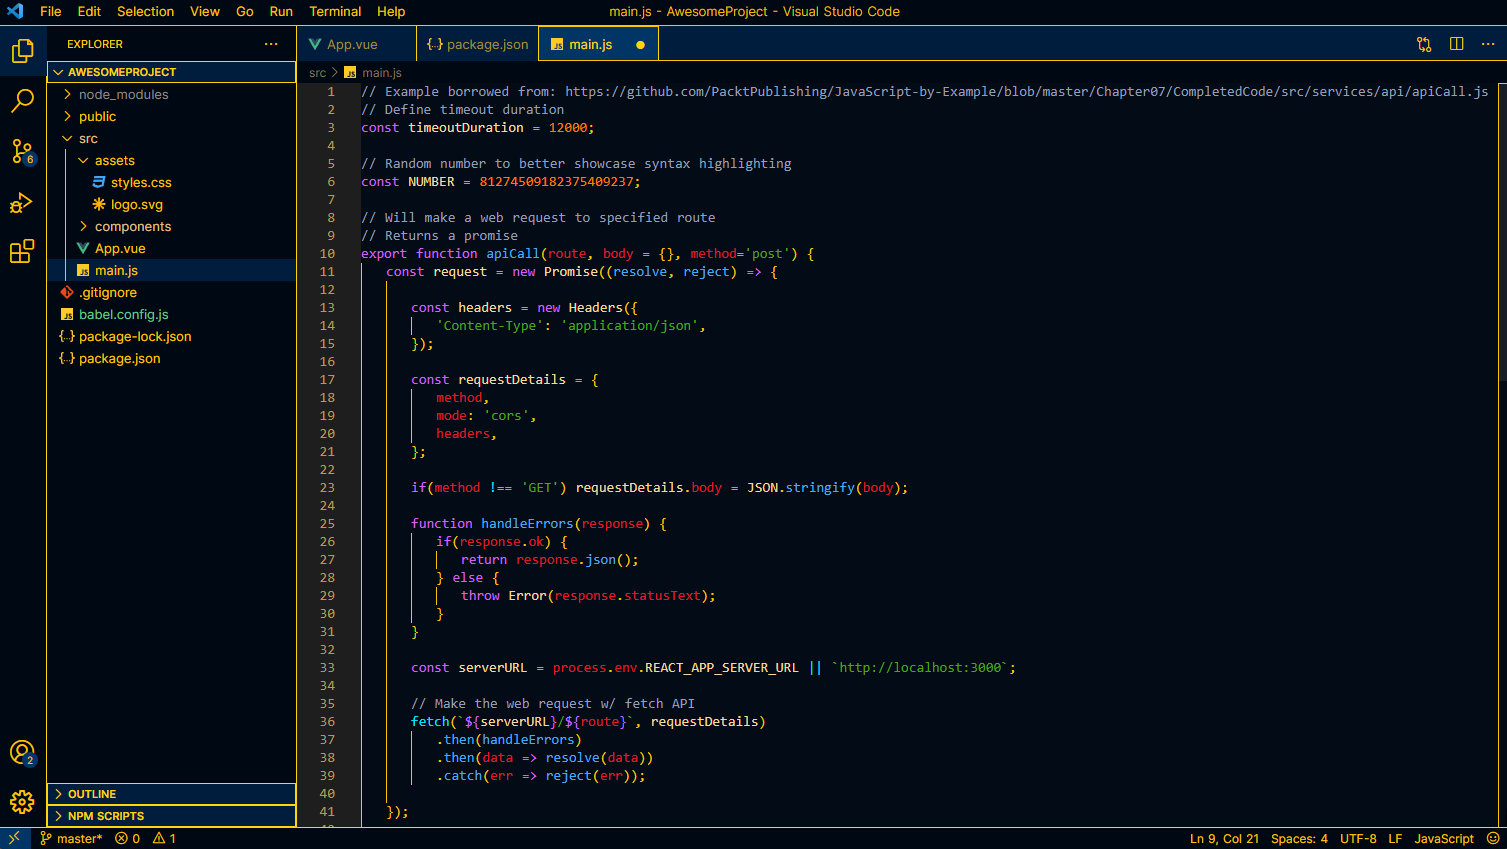 File Edit Selection View Go Run Terminal Help main.js - AwesomeProject - Visual Studio Code
EXPLORER ···
App.vue {..} package.json JS main.js ● ···
AWESOMEPROJECT
src > JS main.js
node_modules
public
src
assets
styles.css
logo.svg
components
App.vue
JS main.js
.gitignore
JS babel.config.js
{..} package-lock.json
{..} package.json
6
2
OUTLINE
NPM SCRIPTS
1 // Example borrowed from: https://github.com/PacktPublishing/JavaScript-by-Example/blob/master/Chapter07/CompletedCode/src/services/api/apiCall.js
2 // Define timeout duration
3 const timeoutDuration = 12000;
4
5 // Random number to better showcase syntax highlighting
6 const NUMBER = 81274509182375409237;
7
8 // Will make a web request to specified route
9 // Returns a promise
10 export function apiCall(route, body = {}, method='post') {
11 const request = new Promise((resolve, reject) => {
12
13 const headers = new Headers({
14 'Content-Type': 'application/json',
15 });
16
17 const requestDetails = {
18 method,
19 mode: 'cors',
20 headers,
21 };
22
23 if(method !== 'GET') requestDetails.body = JSON.stringify(body);
24
25 function handleErrors(response) {
26 if(response.ok) {
27 return response.json();
28 } else {
29 throw Error(response.statusText);
30 }
31 }
32
33 const serverURL = process.env.REACT_APP_SERVER_URL || `http://localhost:3000`;
34
35 // Make the web request w/ fetch API
36 fetch(`${serverURL}/${route}`, requestDetails)
37 .then(handleErrors)
38 .then(data => resolve(data))
39 .catch(err => reject(err));
40
41 });
master* 0 1 Ln 9, Col 21 Spaces: 4 UTF-8 LF JavaScript